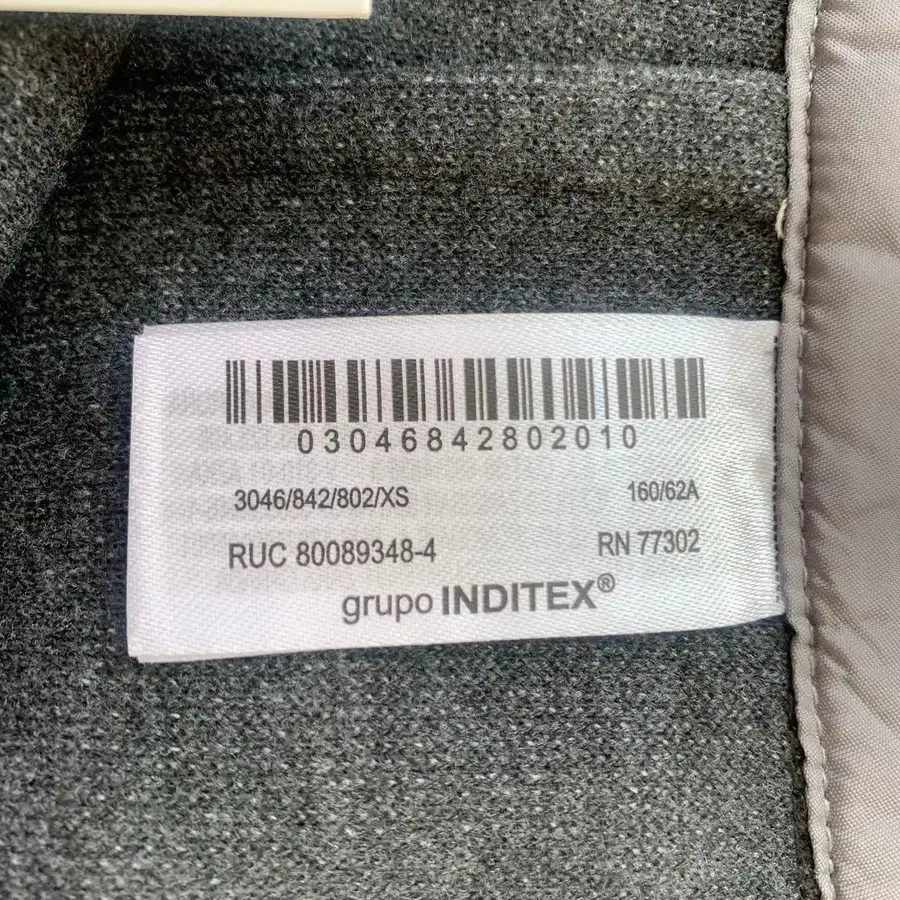 03046842802010
3046/842/802/XS 160/62A
RUC 80089348-4 RN 77302
grupo INDITEX®